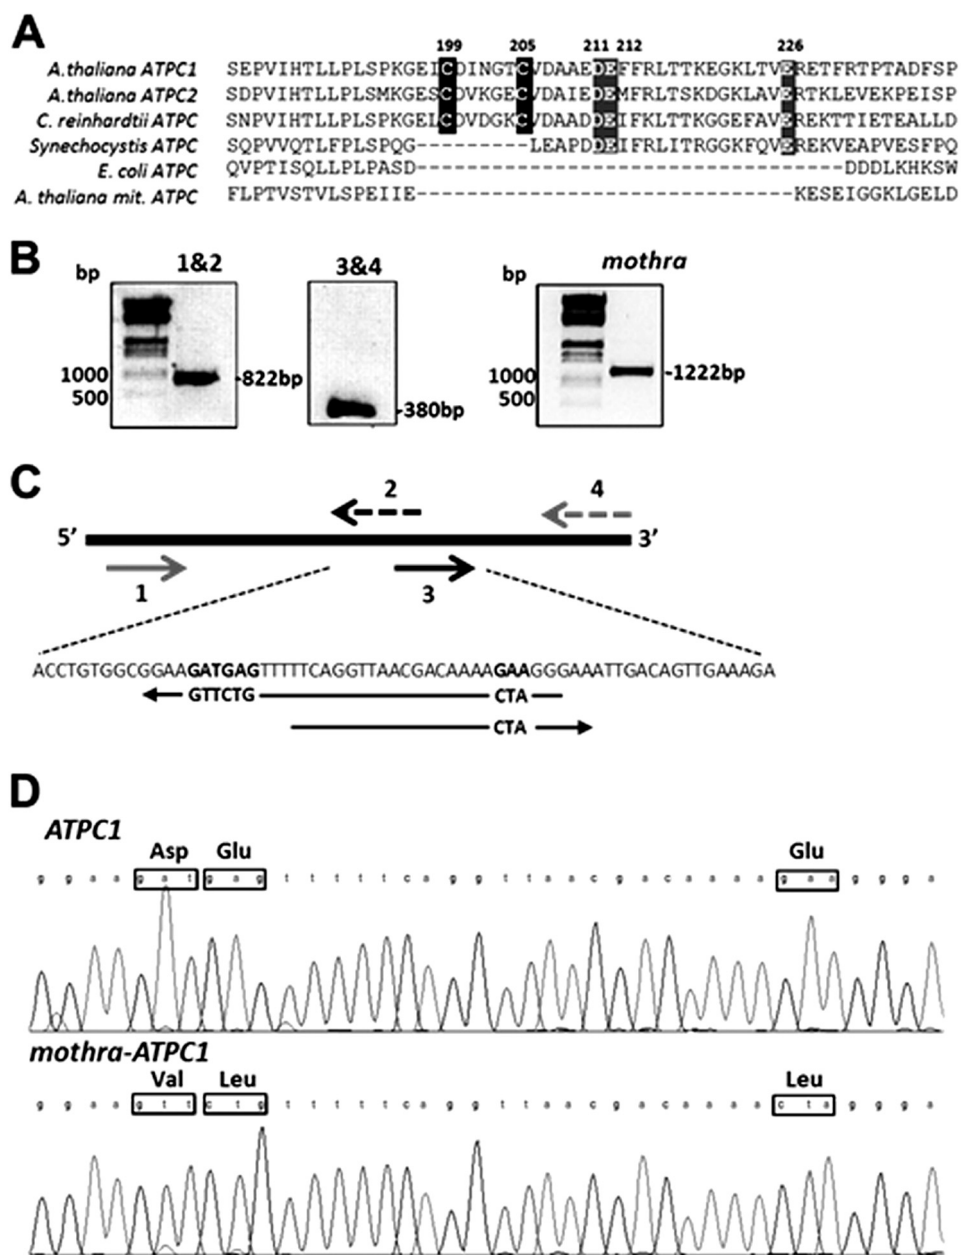 A
199 205 211 212 226
A.thaliana ATPC1 SEPVIHTLLPLSPKGEICDINGTCVDAAEDEFFRLTTKEGKLTVERETFRTPTADFSP
A.thaliana ATPC2 SDPVIHTLLPLSMKGESCDVKGECVDAIEDEMFRLTSKDGKLAVERTKLEVEKPEISP
C. reinhardtii ATPC SNPVIHTLLPLSPKGELCDVDGKCVDAADDEIFKLTTKGGEFAVEREKTTIETEALLD
Synechocystis ATPC SQPVVQTLFPLSPQG---------LEAPDDEIFRLITRGGKFQVEREKVEAPVESFPQ
E. coli ATPC QVPTISQLLPLPASD----------------------------------DDDLKHKSW
A. thaliana mit. ATPC FLPTVSTVLSPEIIE------------------------------KESEIGGKLGELD
B
bp 1&2 3&4 bp mothra
1000 -822bp 1000 -1222bp
500 -380bp 500
C
2 4
5’ 3’
1 3
ACCTGTGGCGGAAGATGAGTTTTTCAGGTTAACGACAAAAGAAGGGAAATTGACAGTTGAAAGA
GTTCTG CTA
CTA
D
ATPC1
Asp Glu Glu
g g a a g a t g a g t t t t t c a g g t t a a c g a c a a a a g a a g g g a
mothra-ATPC1
Val Leu Leu
g g a a g t t c t g t t t t t c a g g t t a a c g a c a a a a c t a g g g a